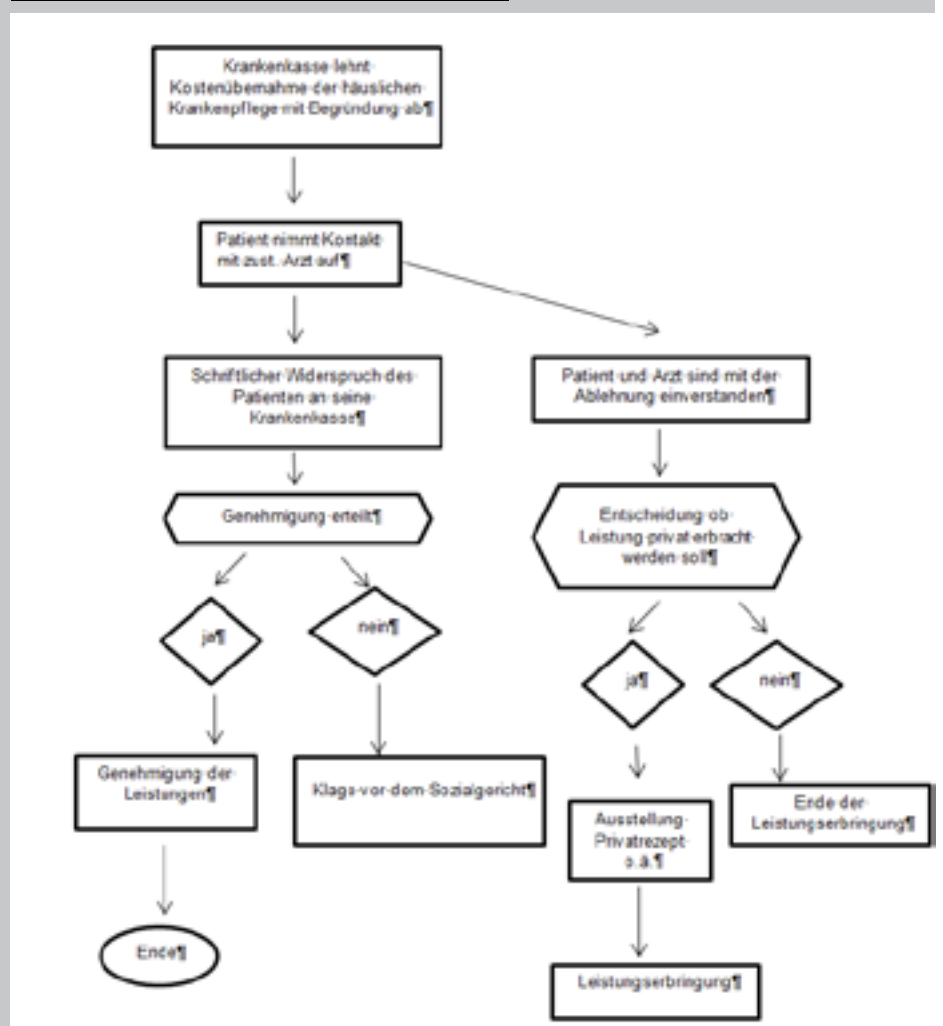 Krankenkasse·lehnt·
Kostenübernahme·der·häuslichen·
Krankenpflege·mit·Begründung·ab¶
Patient·nimmt·Kontakt·
mit·zust.·Arzt·auf¶
Schriftlicher·Widerspruch·des·
Patienten·an·seine·
Krankenkasse¶
Patient·und·Arzt·sind·mit·der·
Ablehnung·einverstanden¶
Genehmigung·erteilt¶
Entscheidung·ob·
Leistung·privat·erbracht·
werden·soll¶
ja¶
nein¶
ja¶
nein¶
Genehmigung·der·
Leistungen¶
Klage·vor·dem·Sozialgericht¶
Ausstellung·
Privatrezept·
o.ä.¶
Ende·der·
Leistungserbringung¶
Ende¶
Leistungserbringung¶